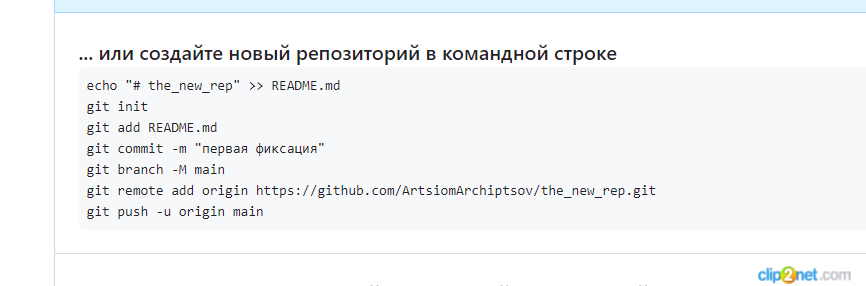 ... или создайте новый репозиторий в командной строке
echo "# the_new_rep" >> README.md
git init
git add README.md
git commit -m "первая фиксация"
git branch -M main
git remote add origin https://github.com/ArtsiomArchiptsov/the_new_rep.git
git push -u origin main
clip2net.com